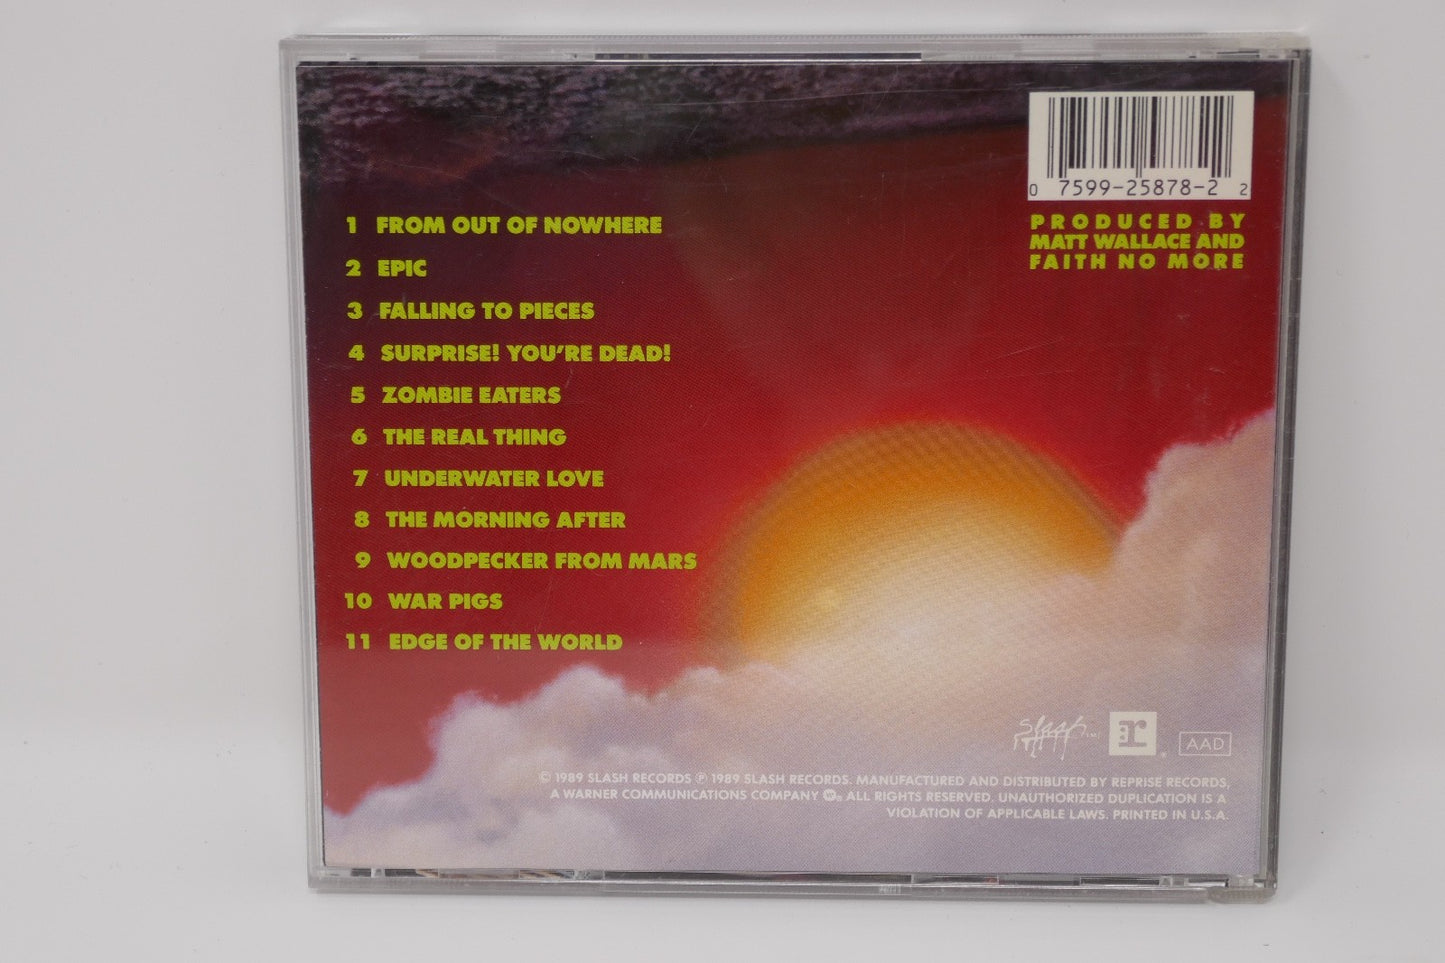 0 7599-25878-2 2
PRODUCED BY
MATT WALLACE AND
FAITH NO MORE
1 FROM OUT OF NOWHERE
2 EPIC
3 FALLING TO PIECES
4 SURPRISE! YOU'RE DEAD!
5 ZOMBIE EATERS
6 THE REAL THING
7 UNDERWATER LOVE
8 THE MORNING AFTER
9 WOODPECKER FROM MARS
10 WAR PIGS
11 EDGE OF THE WORLD
Slash
r
AAD
© 1989 SLASH RECORDS ℗ 1989 SLASH RECORDS. MANUFACTURED AND DISTRIBUTED BY REPRISE RECORDS,
A WARNER COMMUNICATIONS COMPANY ALL RIGHTS RESERVED. UNAUTHORIZED DUPLICATION IS A
VIOLATION OF APPLICABLE LAWS. PRINTED IN U.S.A.